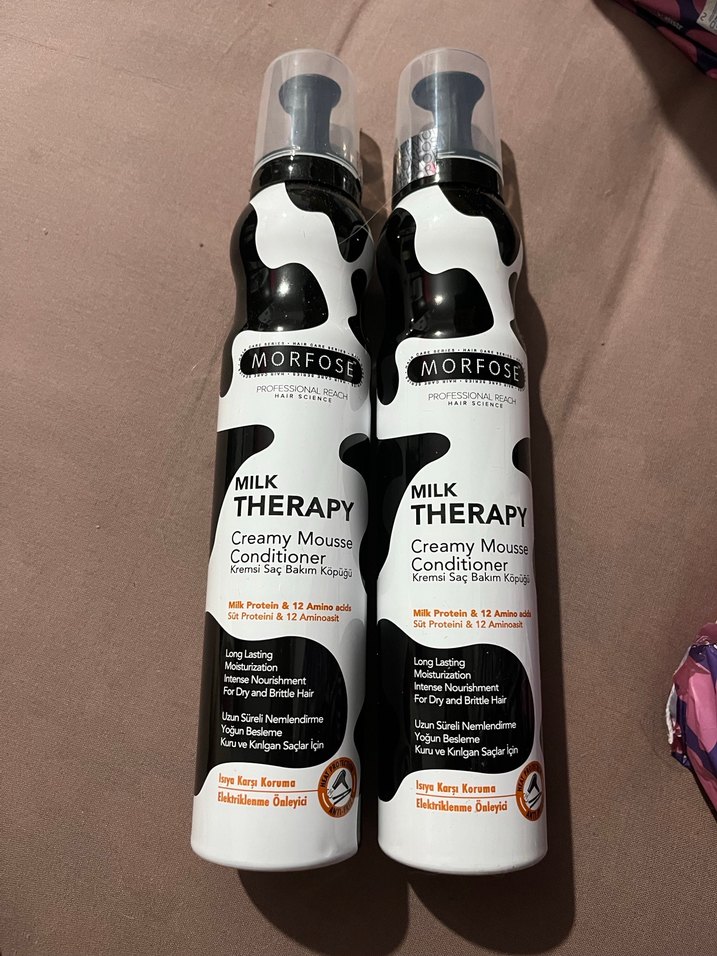 MORFOSE
PROFESSIONAL REACH
HAIR SCIENCE
MILK
THERAPY
Creamy Mousse
Conditioner
Kremsi Saç Bakım Köpüğü
Milk Protein & 12 Amino acids
Süt Proteini & 12 Aminoasit
Long Lasting
Moisturization
Intense Nourishment
For Dry and Brittle Hair
Uzun Süreli Nemlendirme
Yoğun Besleme
Kuru ve Kırılgan Saçlar İçin
Isıya Karşı Koruma
Elektriklenme Önleyici
MORFOSE
PROFESSIONAL REACH
HAIR SCIENCE
MILK
THERAPY
Creamy Mousse
Conditioner
Kremsi Saç Bakım Köpüğü
Milk Protein & 12 Amino acids
Süt Proteini & 12 Aminoasit
Long Lasting
Moisturization
Intense Nourishment
For Dry and Brittle Hair
Uzun Süreli Nemlendirme
Yoğun Besleme
Kuru ve Kırılgan Saçlar İçin
Isıya Karşı Koruma
Elektriklenme Önleyici